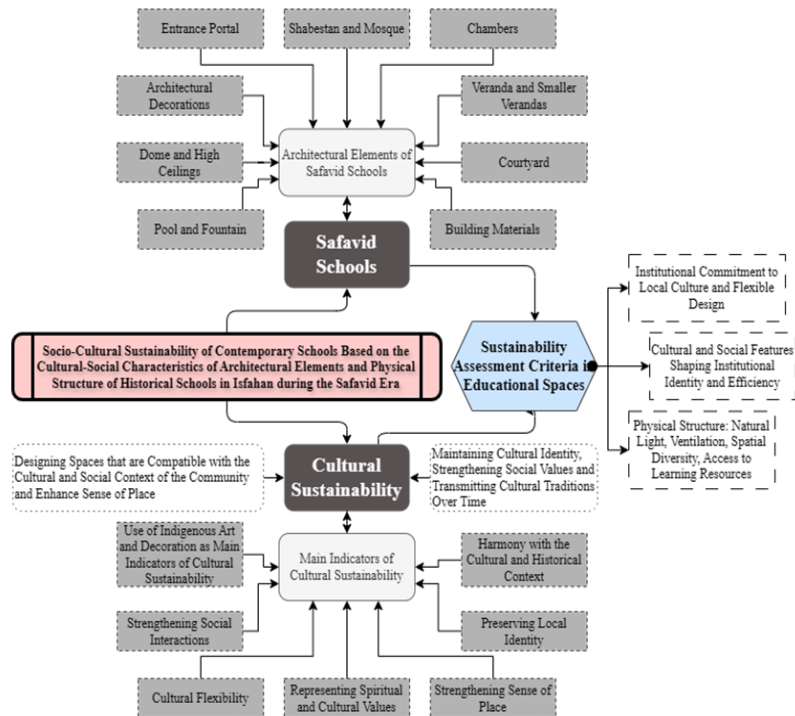 Entrance Portal
Shabestan and Mosque
Chambers
Architectural
Decorations
Veranda and Smaller
Verandas
Dome and High
Ceilings
Architectural Elements of
Safavid Schools
Courtyard
Pool and Fountain
Building Materials
Safavid
Schools
Institutional Commitment to
Local Culture and Flexible
Design
Socio-Cultural Sustainability of Contemporary Schools Based on the
Cultural-Social Characteristics of Architectural Elements and Physical
Structure of Historical Schools in Isfahan during the Safavid Era
Sustainability
Assessment Criteria in
Educational Spaces
Cultural and Social Features
Shaping Institutional
Identity and Efficiency
Physical Structure: Natural
Light, Ventilation, Spatial
Diversity, Access to
Learning Resources
Designing Spaces that are Compatible with the
Cultural and Social Context of the Community
and Enhance Sense of Place
Cultural
Sustainability
Maintaining Cultural Identity,
Strengthening Social Values and
Transmitting Cultural Traditions
Over Time
Use of Indigenous Art
and Decoration as Main
Indicators of Cultural
Sustainability
Main Indicators of
Cultural Sustainability
Harmony with the
Cultural and Historical
Context
Strengthening Social
Interactions
Preserving Local
Identity
Cultural Flexibility
Representing Spiritual
and Cultural Values
Strengthening Sense of
Place